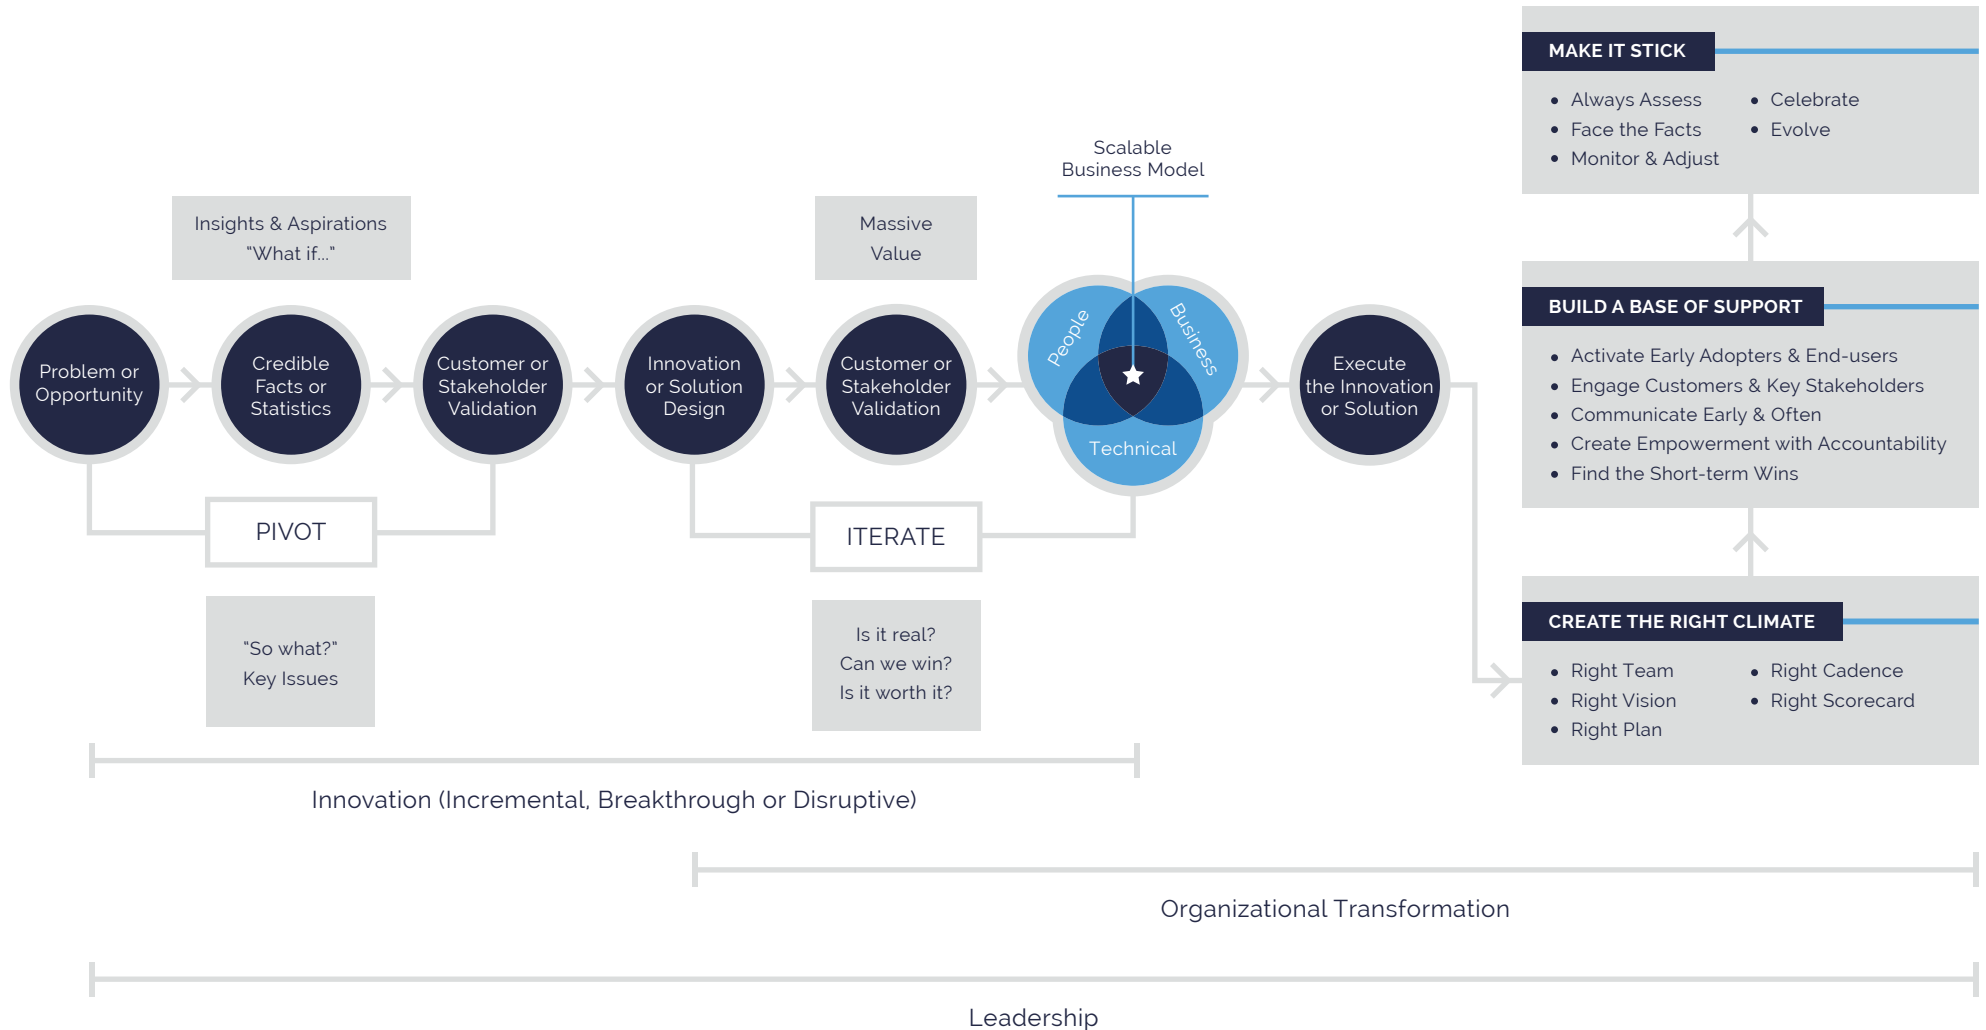 Insights & Aspirations
"What if..."
Problem or
Opportunity
Credible
Facts or
Statistics
Customer or
Stakeholder
Validation
PIVOT
"So what?"
Key Issues
Massive
Value
Innovation
or Solution
Design
Customer or
Stakeholder
Validation
Scalable
Business Model
People
Business
Technical
ITERATE
Is it real?
Can we win?
Is it worth it?
Execute
the Innovation
or Solution
MAKE IT STICK
• Always Assess
• Face the Facts
• Monitor & Adjust
• Celebrate
• Evolve
BUILD A BASE OF SUPPORT
• Activate Early Adopters & End-users
• Engage Customers & Key Stakeholders
• Communicate Early & Often
• Create Empowerment with Accountability
• Find the Short-term Wins
CREATE THE RIGHT CLIMATE
• Right Team
• Right Vision
• Right Plan
• Right Cadence
• Right Scorecard
Innovation (Incremental, Breakthrough or Disruptive)
Organizational Transformation
Leadership